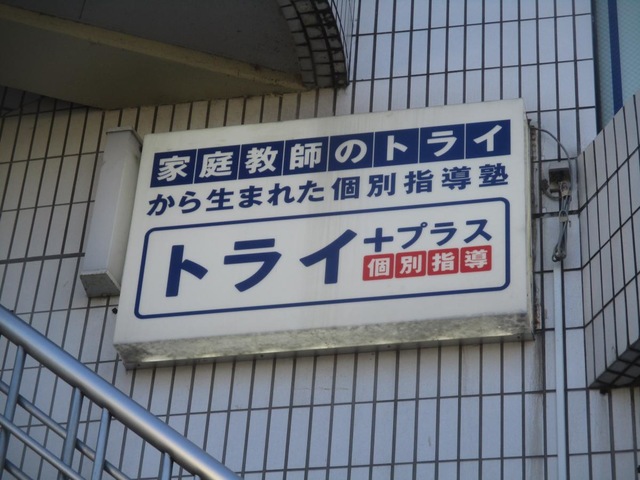 家庭教師のトライ
から生まれた個別指導塾
トライ+プラス
個別指導